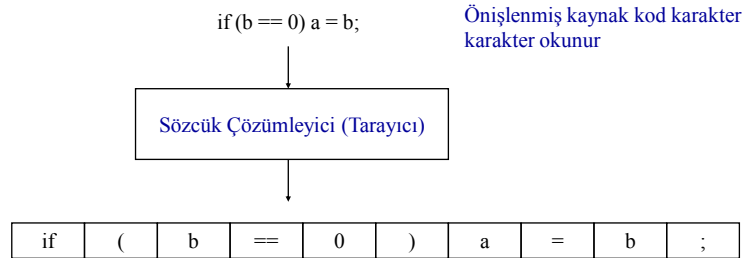 if (b == 0) a = b;
Önişlenmiş kaynak kod karakter
karakter okunur
Sözcük Çözümleyici (Tarayıcı)
if ( b == 0 ) a = b ;